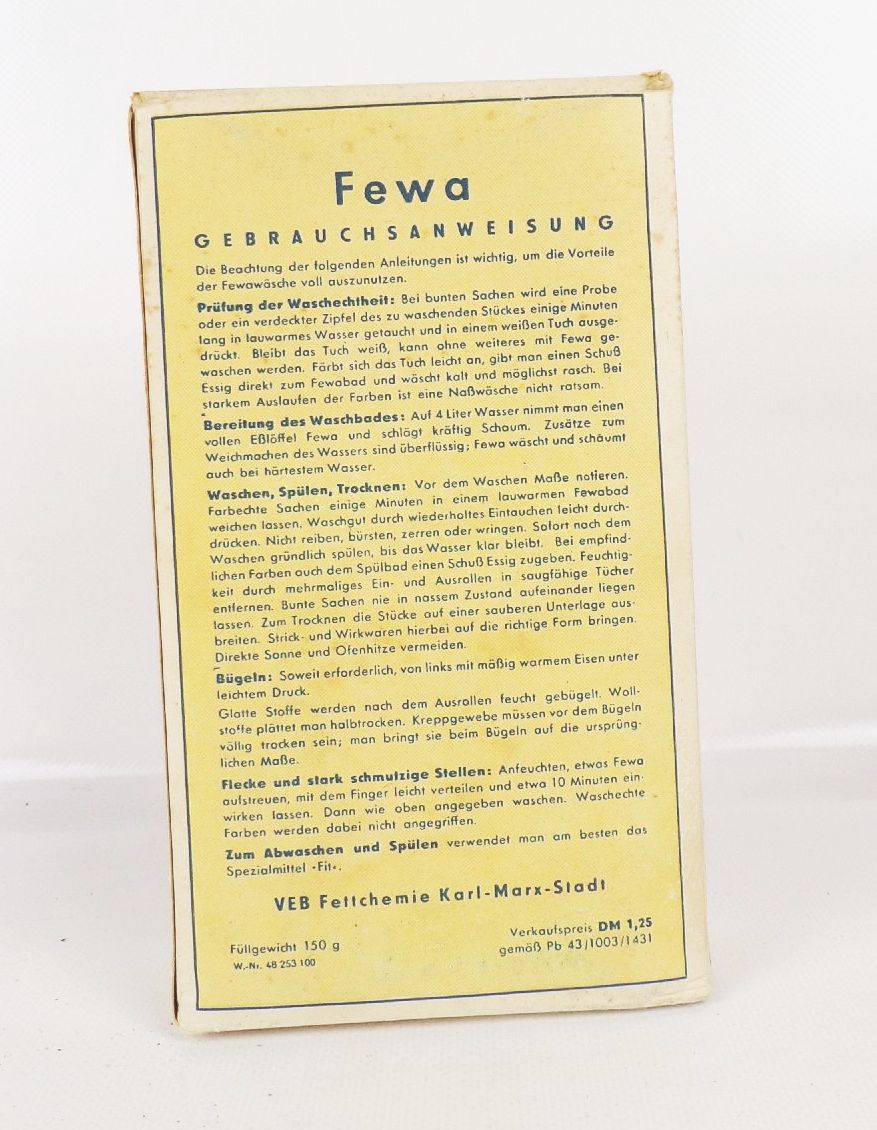 Fewa
GEBRAUCHSANWEISUNG
Die Beachtung der folgenden Anleitungen ist wichtig, um die Vorteile
der Fewawäsche voll auszunutzen.
Prüfung der Waschechtheit: Bei bunten Sachen wird eine Probe
oder ein verdeckter Zipfel des zu waschenden Stückes einige Minuten
lang in lauwarmes Wasser getaucht und in einem weißen Tuch ausge-
drückt. Bleibt das Tuch weiß, kann ohne weiteres mit Fewa ge-
waschen werden. Färbt sich das Tuch leicht an, gibt man einen Schuß
Essig direkt zum Fewabad und wäscht kalt und möglichst rasch. Bei
starkem Auslaufen der Farben ist eine Naßwäsche nicht ratsam.
Bereitung des Waschbades: Auf 4 Liter Wasser nimmt man einen
vollen Eßlöffel Fewa und schlägt kräftig Schaum. Zusätze zum
Weichmachen des Wassers sind überflüssig; Fewa wäscht und schäumt
auch bei härtestem Wasser.
Waschen, Spülen, Trocknen: Vor dem Waschen Maße notieren.
Farbechte Sachen einige Minuten in einem lauwarmen Fewabad
weichen lassen, Waschgut durch wiederholtes Eintauchen leicht durch-
drücken. Nicht reiben, bürsten, zerren oder wringen. Sofort nach dem
Waschen gründlich spülen, bis das Wasser klar bleibt. Bei empfind-
lichen Farben auch dem Spülbad einen Schuß Essig zugeben. Feuchtig-
keit durch mehrmaliges Ein- und Ausrollen in saugfähige Tücher
entfernen. Bunte Sachen nie in nassem Zustand aufeinander liegen
lassen. Zum Trocknen die Stücke auf einer sauberen Unterlage aus-
breiten. Strick- und Wirkwaren hierbei auf die richtige Form bringen.
Direkte Sonne und Ofenhitze vermeiden.
Bügeln: Soweit erforderlich, von links mit mäßig warmem Eisen unter
leichtem Druck.
Glatte Stoffe werden nach dem Ausrollen feucht gebügelt. Woll-
stoffe plättet man halbtrocken. Kreppgewebe müssen vor dem Bügeln
völlig trocken sein; man bringt sie beim Bügeln auf die ursprüng-
lichen Maße.
Flecke und stark schmutzige Stellen: Anfeuchten, etwas Fewa
aufstreuen, mit dem Finger leicht verteilen und etwa 10 Minuten ein-
wirken lassen. Dann wie oben angegeben waschen. Waschechte
Farben werden dabei nicht angegriffen.
Zum Abwaschen und Spülen verwendet man am besten das
Spezialmittel »Fit«.
VEB Fettchemie Karl-Marx-Stadt
Füllgewicht 150 g
W.-Nr. 48 253 100
Verkaufspreis DM 1,25
gemäß Pb 43/1003/1431